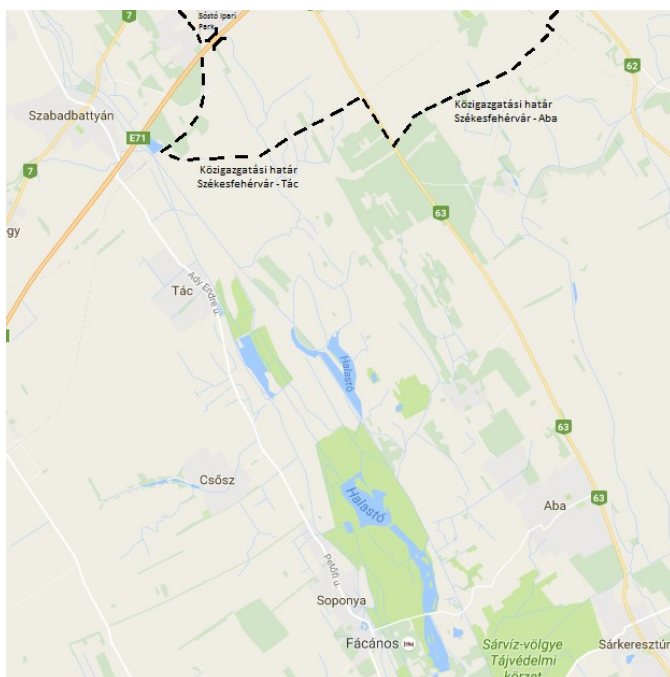 7
Sóstó Ipari
Park
62
Közigazgatási határ
Székesfehérvár - Aba
Szabadbattyán
E71
Közigazgatási határ
Székesfehérvár - Tác
7
63
gy
Tác
Ady Endre u.
Halastó
63
Csősz
Halastó
Aba
63
Petőfi u.
Soponya
Fácános
Sárvíz-völgye
Tájvédelmi
körzet
Sárkeresztúr